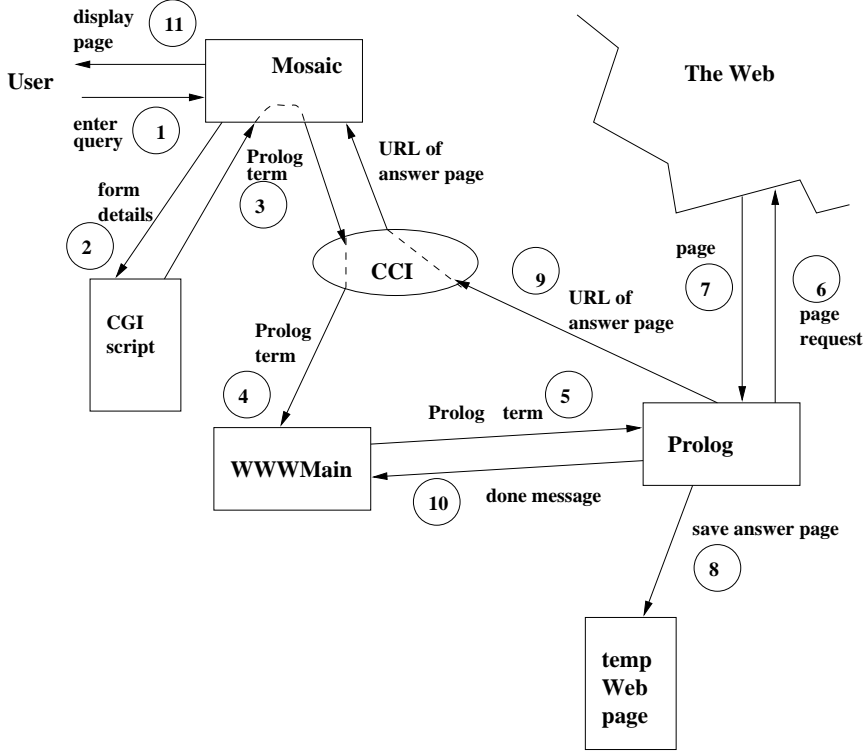 display
page
11
User
Mosaic
The Web
enter
query
1
Prolog
term
3
URL of
answer page
form
details
2
CCI
9
page
7
6
CGI
script
URL of
answer page
page
request
Prolog
term
4
Prolog term
5
WWWMain
Prolog
10
done message
save answer page
8
temp
Web
page